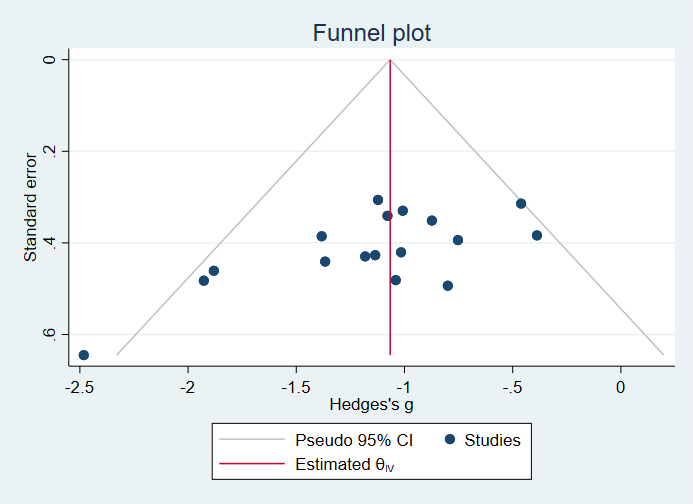 Funnel plot
Standard error
0
.2
.4
.6
-2.5 -2 -1.5 -1 -.5 0
Hedges's g
Pseudo 95% CI Studies
Estimated θIV